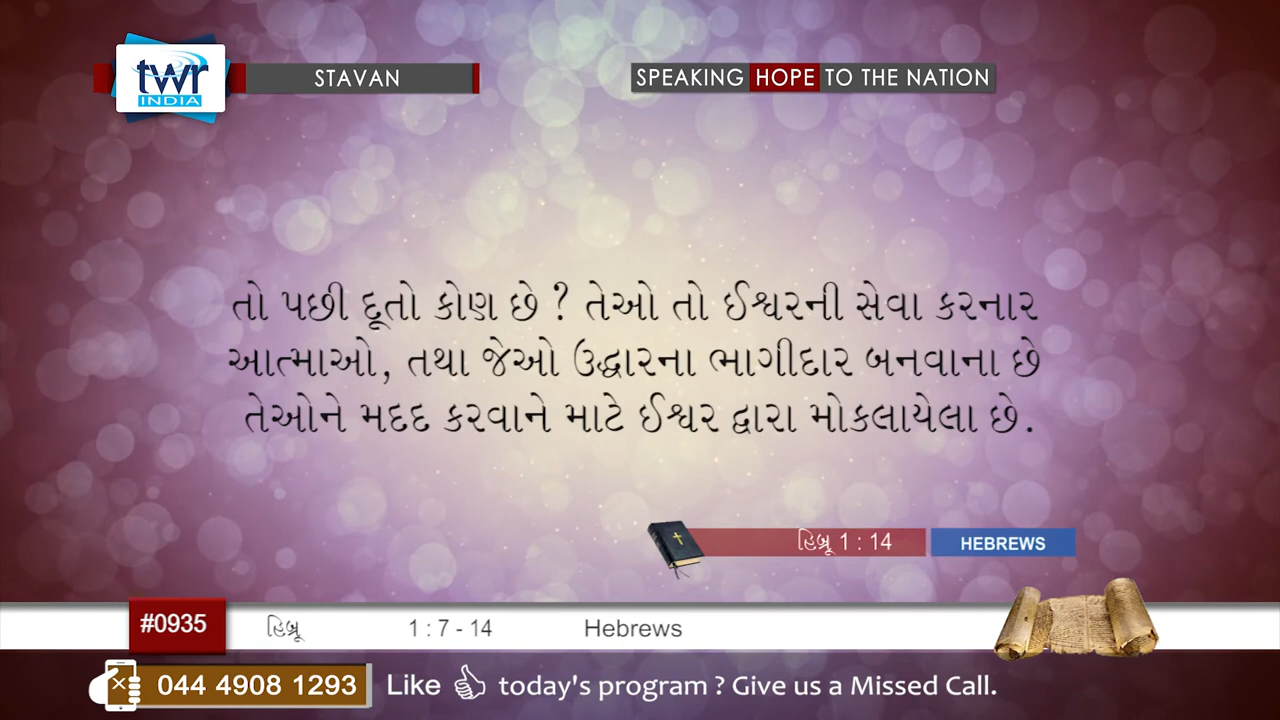 twr
INDIA
STAVAN
SPEAKING HOPE TO THE NATION
તો પછી દૂતો કોણ છે ? તેઓ તો ઈશ્વરની સેવા કરનાર
આત્માઓ, તથા જેઓ ઉદ્ધારના ભાગીદાર બનવાના છે
તેઓને મદદ કરવાને માટે ઈશ્વર દ્વારા મોકલાયેલા છે.
હિબ્રૂ 1 : 14
HEBREWS
#0935
હિબ્રૂ 1 : 7 - 14 Hebrews
044 4908 1293 Like today's program ? Give us a Missed Call.